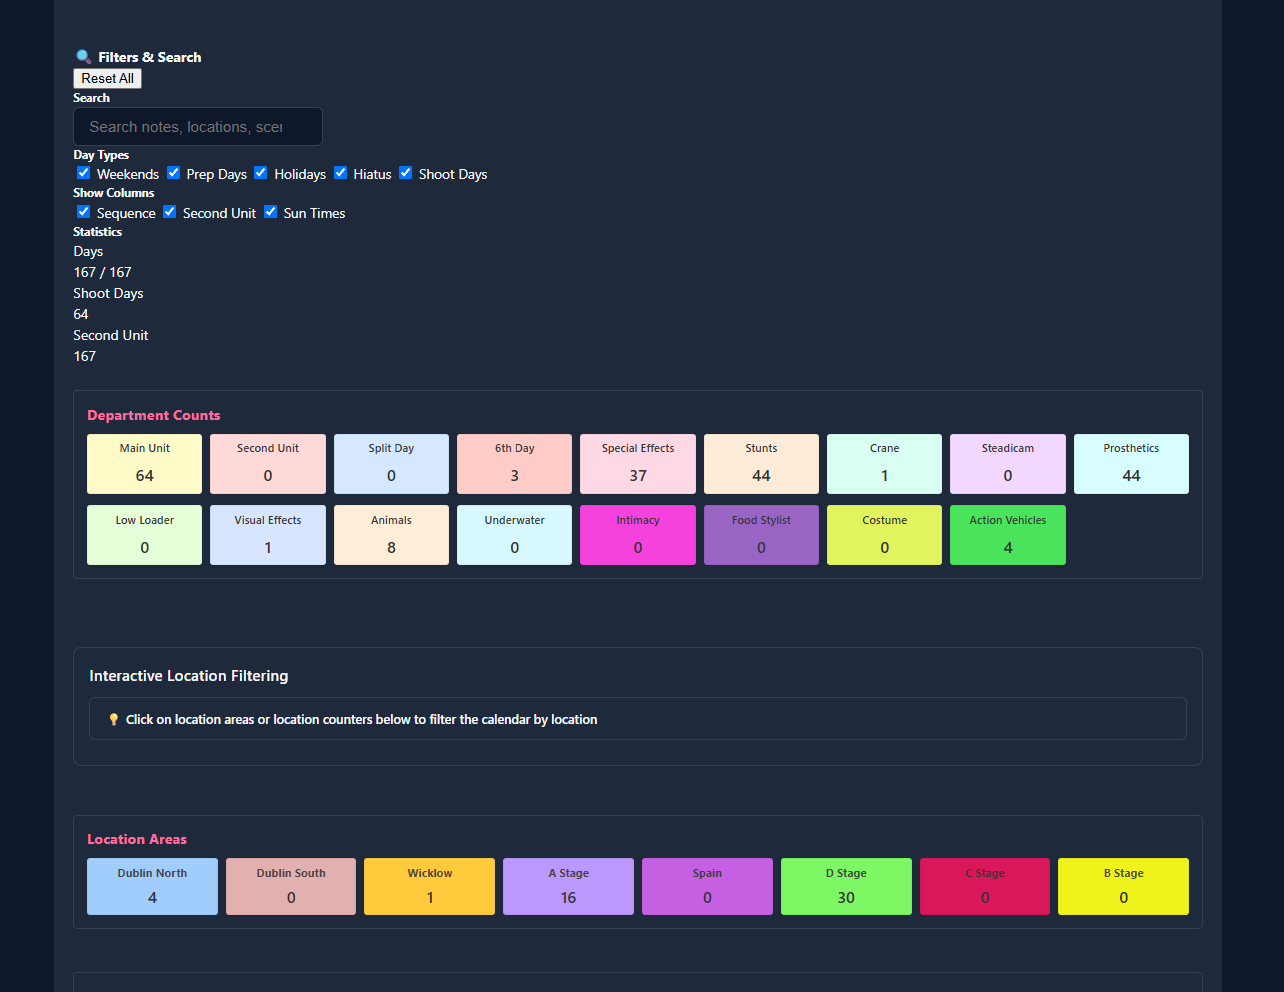 🔍 Filters & Search
Reset All
Search
Search notes, locations, scer
Day Types
Weekends Prep Days Holidays Hiatus Shoot Days
Show Columns
Sequence Second Unit Sun Times
Statistics
Days
167 / 167
Shoot Days
64
Second Unit
167
Department Counts
Main Unit Second Unit Split Day 6th Day Special Effects Stunts Crane Steadicam Prosthetics
64 0 0 3 37 44 1 0 44
Low Loader Visual Effects Animals Underwater Intimacy Food Stylist Costume Action Vehicles
0 1 8 0 0 0 0 4
Interactive Location Filtering
💡 Click on location areas or location counters below to filter the calendar by location
Location Areas
Dublin North Dublin South Wicklow A Stage Spain D Stage C Stage B Stage
4 0 1 16 0 30 0 0